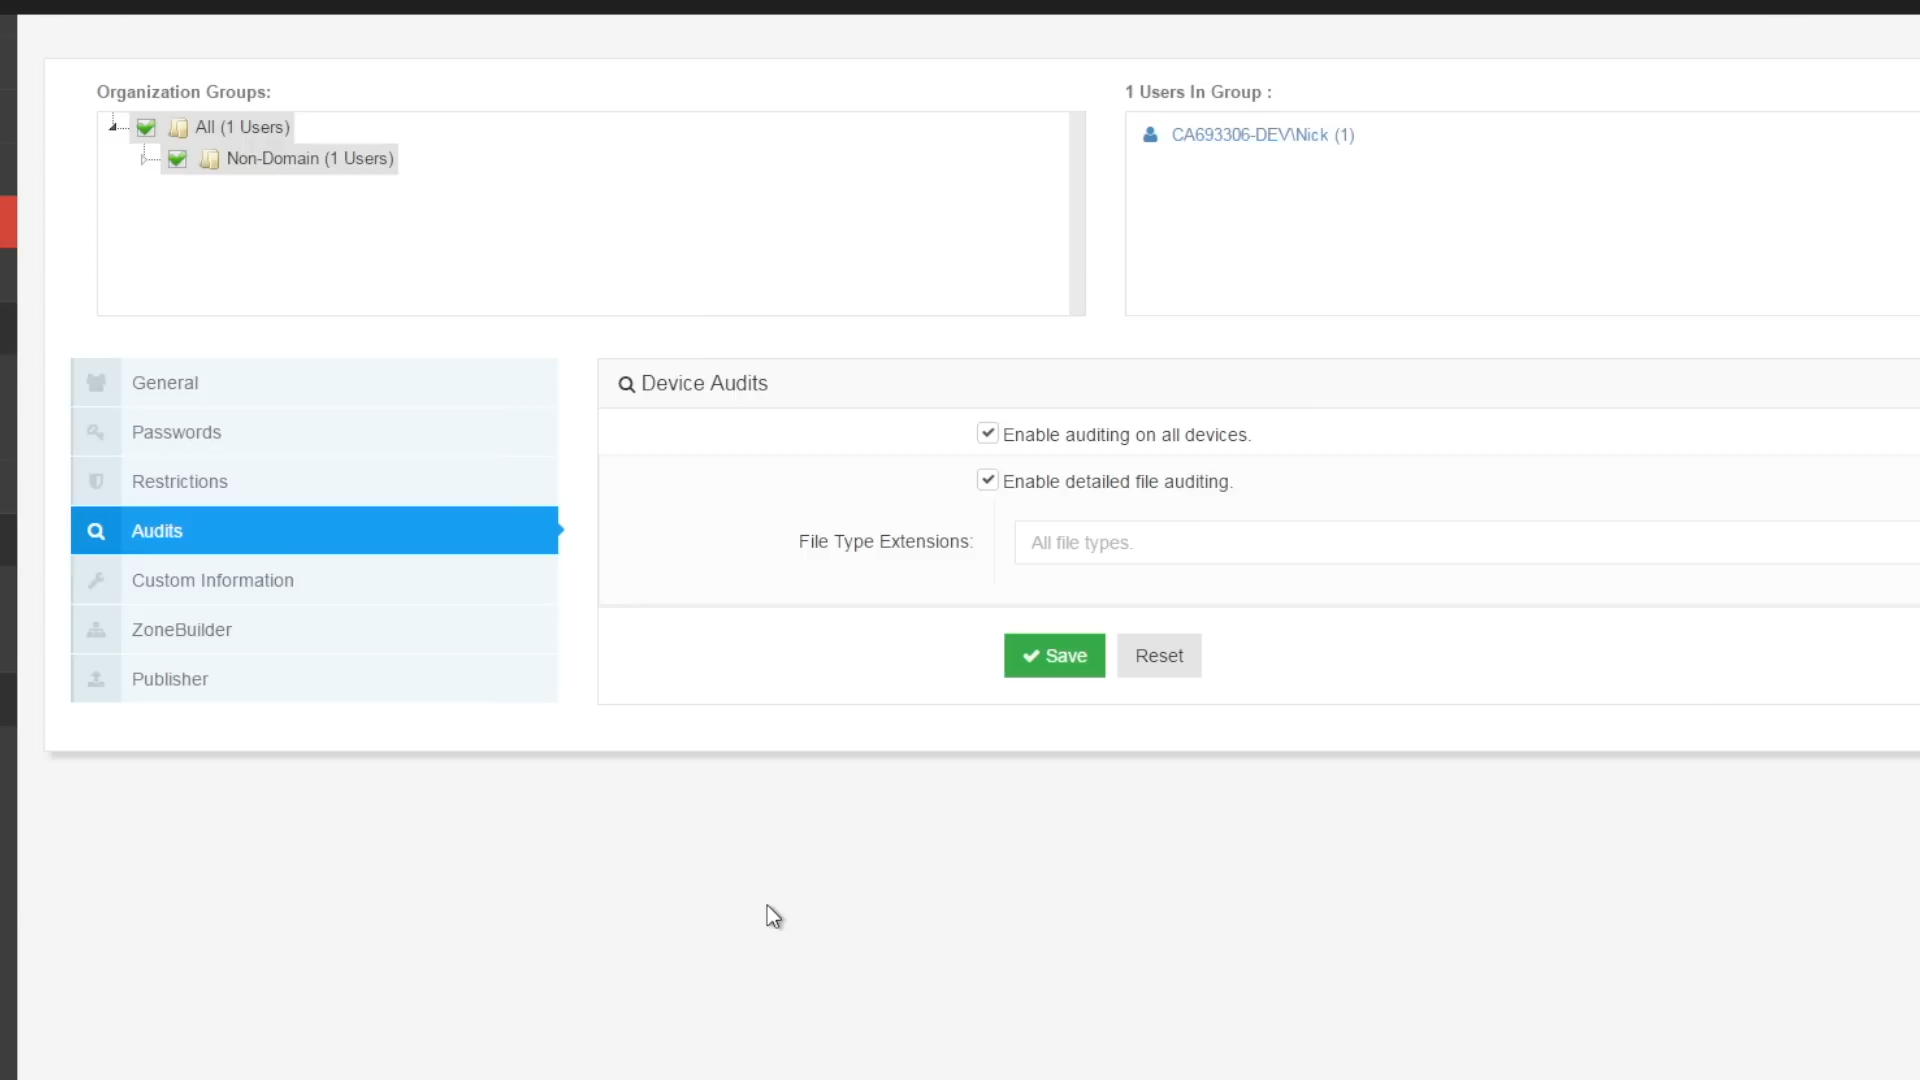 Organization Groups:
All (1 Users)
Non-Domain (1 Users)
1 Users In Group :
CA693306-DEV\Nick (1)
General
Passwords
Restrictions
Audits
Custom Information
ZoneBuilder
Publisher
Device Audits
Enable auditing on all devices.
Enable detailed file auditing.
File Type Extensions:
All file types.
Save
Reset